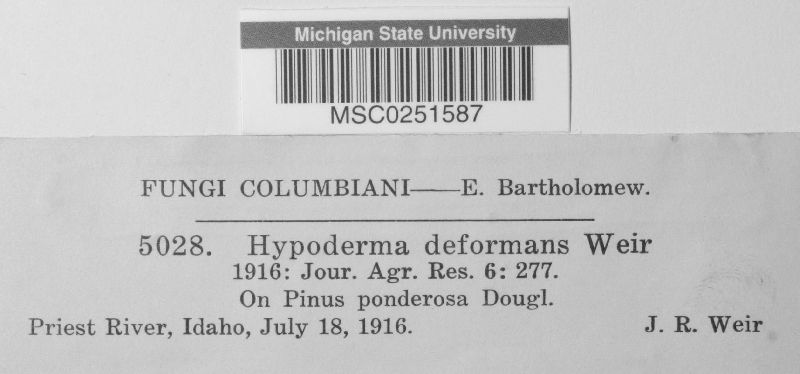 Michigan State University
MSC0251587
FUNGI COLUMBIANI——E. Bartholomew.
5028. Hypoderma deformans Weir
1916: Jour. Agr. Res. 6: 277.
On Pinus ponderosa Dougl.
Priest River, Idaho, July 18, 1916. J. R. Weir